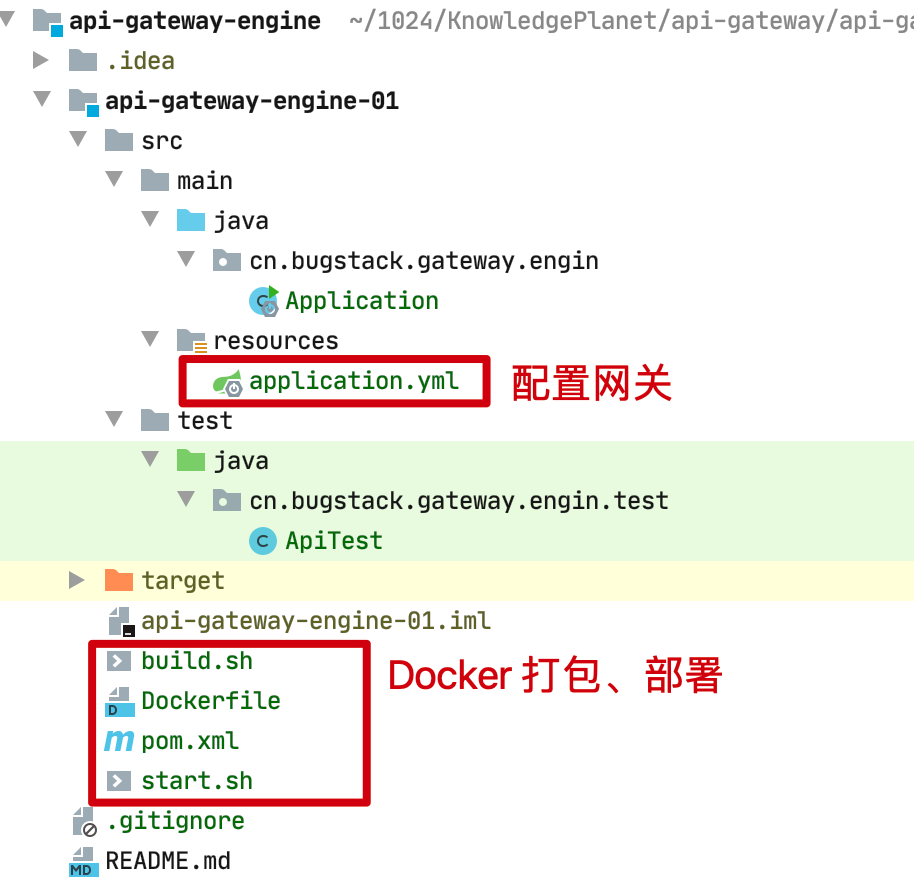 api-gateway-engine ~/1024/KnowledgePlanet/api-gateway/api-ga
.idea
api-gateway-engine-01
src
main
java
cn.bugstack.gateway.engin
Application
resources
application.yml 配置网关
test
java
cn.bugstack.gateway.engin.test
ApiTest
target
api-gateway-engine-01.iml
build.sh
Docker 打包、部署
Dockerfile
pom.xml
start.sh
.gitignore
README.md